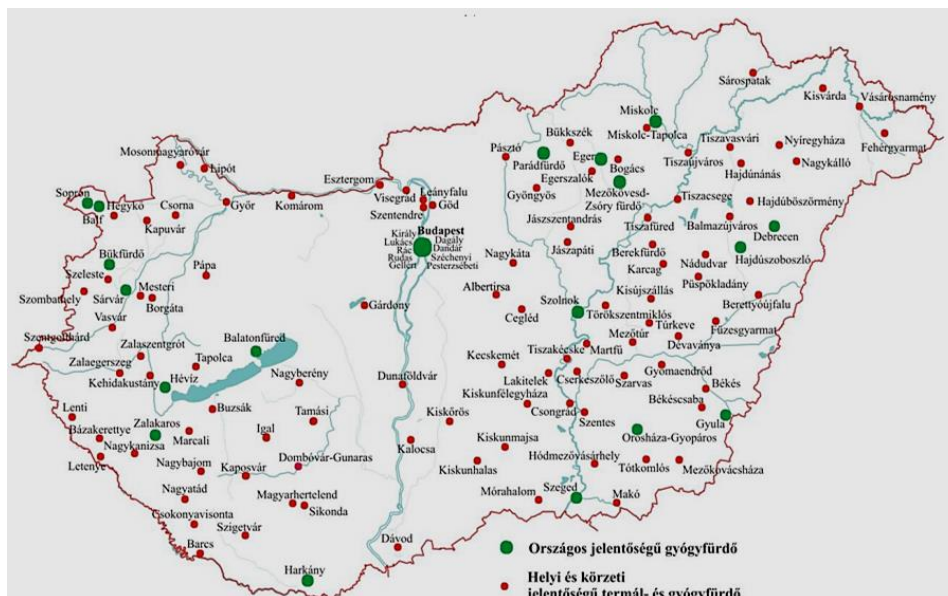 Sárospatak
Kisvárda
Vásárosnamény
Miskolc
Miskolc-Tapolca
Bükkszék
Tiszavasvári
Nyíregyháza
Fehérgyarmat
Pásztó
Parádfürdő
Eger
Bogács
Tiszaújváros
Nagykálló
Mosonmagyaróvár
Lipót
Egerszalók
Hajdúnánás
Esztergom
Leányfalu
Gyöngyös
Mezőkövesd-
Zsóry fürdő
Sopron
Hegykő
Balf
Csorna
Győr
Komárom
Visegrád
Göd
Szentendre
Tiszacsege
Hajdúböszörmény
Kapuvár
Jászszentandrás
Tiszafüred
Balmazújváros
Debrecen
Budapest
Király
Lukács
Rác
Rudas
Gellért
Dagály
Dandár
Széchenyi
Pesterzsébeti
Jászapáti
Berekfürdő
Hajdúszoboszló
Bükfürdő
Szeleste
Pápa
Nagykáta
Karcag
Nádudvar
Püspökladány
Szombathely
Sárvár
Mesteri
Borgáta
Albertirsa
Szolnok
Kisújszállás
Berettyóújfalu
Gárdony
Vasvár
Cegléd
Törökszentmiklós
Füzesgyarmat
Szentgotthárd
Zalaszentgrót
Balatonfüred
Mezőtúr
Túrkeve
Dévaványa
Zalaegerszeg
Tapolca
Kecskemét
Tiszakécske
Martfű
Kehidakustány
Hévíz
Nagyberény
Dunaföldvár
Lakitelek
Cserkeszőlő
Szarvas
Gyomaendrőd
Kiskunfélegyháza
Békés
Lenti
Buzsák
Tamási
Kiskőrös
Csongrád
Békéscsaba
Bázakerettye
Zalakaros
Szentes
Gyula
Nagykanizsa
Marcali
Igal
Kalocsa
Orosháza-Gyopáros
Letenye
Nagybajom
Kaposvár
Dombóvár-Gunaras
Kiskunmajsa
Hódmezővásárhely
Kiskunhalas
Tótkomlós
Mezőkovácsháza
Nagyatád
Magyarhertelend
Sikonda
Mórahalom
Szeged
Makó
Csokonyavisonta
Szigetvár
Barcs
Dávod
Harkány
Országos jelentőségű gyógyfürdő
Helyi és körzeti
jelentőségű termál- és gyógyfürdő